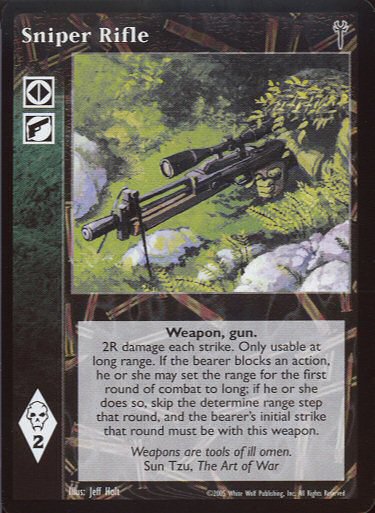 Sniper Rifle
Weapon, gun.
2R damage each strike. Only usable at
long range. If the bearer blocks an action,
he or she may set the range for the first
round of combat to long; if he or she
does so, skip the determine range step
that round, and the bearer's initial strike
that round must be with this weapon.
Weapons are tools of ill omen.
Sun Tzu, The Art of War
2
Illus: Jeff Holt
©2005 White Wolf Publishing, Inc. All Rights Reserved